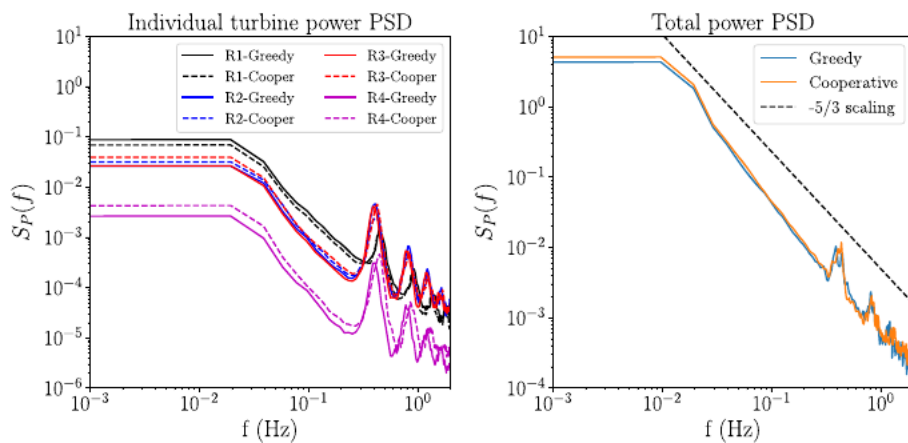 Individual turbine power PSD
R1-Greedy
R1-Cooper
R2-Greedy
R2-Cooper
R3-Greedy
R3-Cooper
R4-Greedy
R4-Cooper
S_P(f)
10^1
10^0
10^-1
10^-2
10^-3
10^-4
10^-5
10^-6
10^-3
10^-2
10^-1
10^0
f (Hz)
Total power PSD
Greedy
Cooperative
-5/3 scaling
S_P(f)
10^1
10^0
10^-1
10^-2
10^-3
10^-4
10^-3
10^-2
10^-1
10^0
f (Hz)